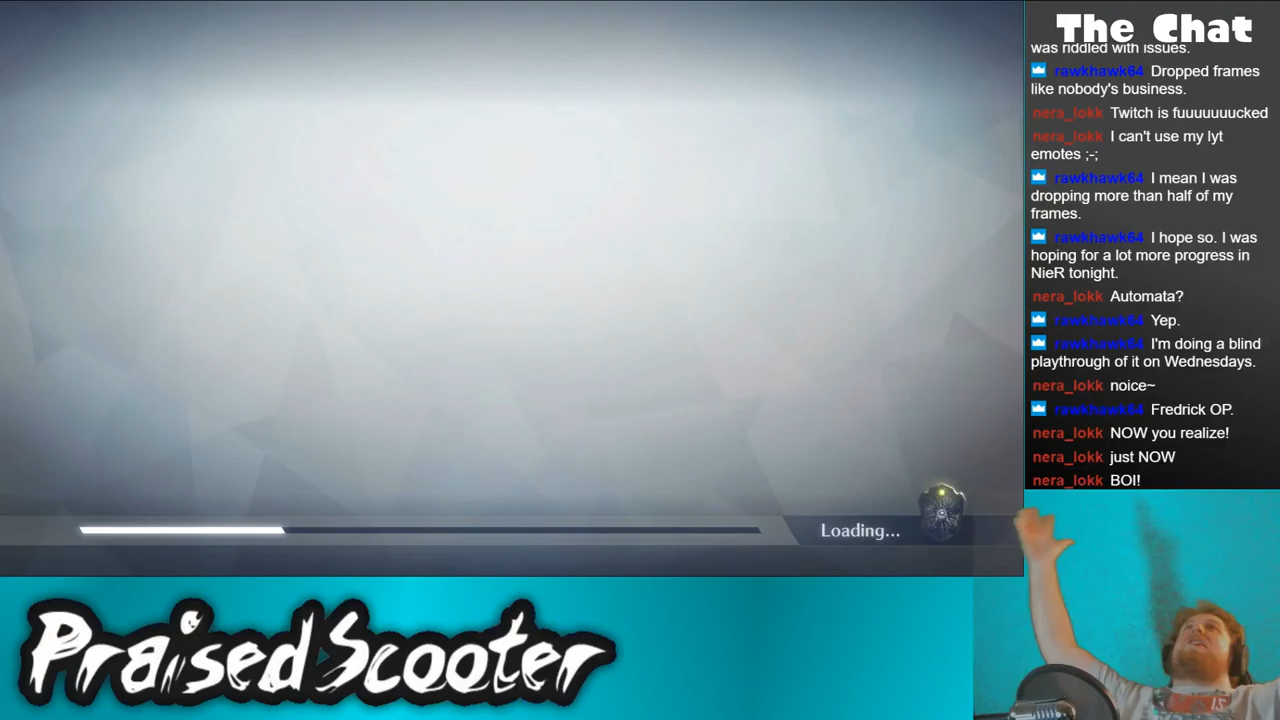 The Chat
was riddled with issues.
rawkhawk64 Dropped frames
like nobody's business.
nera_lokk Twitch is fuuuuuuucked
nera_lokk I can't use my lyt
emotes ;-;
rawkhawk64 I mean I was
dropping more than half of my
frames.
rawkhawk64 I hope so. I was
hoping for a lot more progress in
NieR tonight.
nera_lokk Automata?
rawkhawk64 Yep.
rawkhawk64 I'm doing a blind
playthrough of it on Wednesdays.
nera_lokk noice~
rawkhawk64 Fredrick OP.
nera_lokk NOW you realize!
nera_lokk just NOW
nera_lokk BOI!
Loading...
PraisedScooter